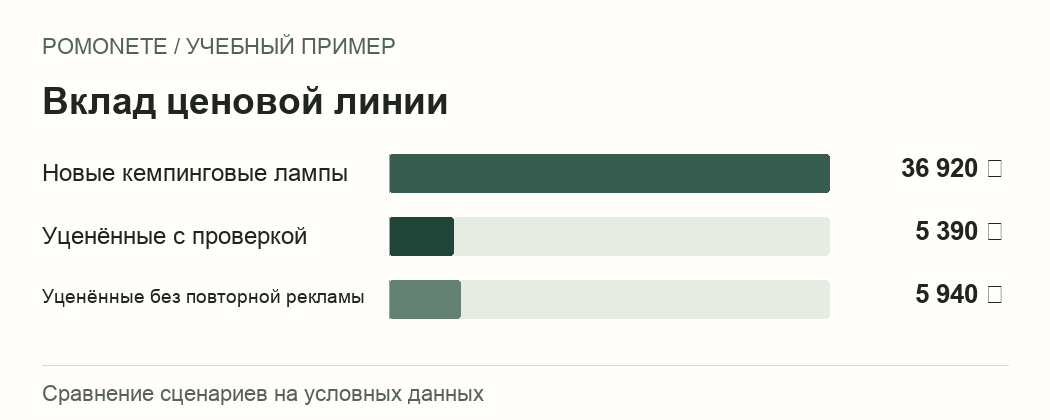 POMONETE / УЧЕБНЫЙ ПРИМЕР
Вклад ценовой линии
Новые кемпинговые лампы 36 920 □
Уценённые с проверкой 5 390 □
Уценённые без повторной рекламы 5 940 □
Сравнение сценариев на условных данных